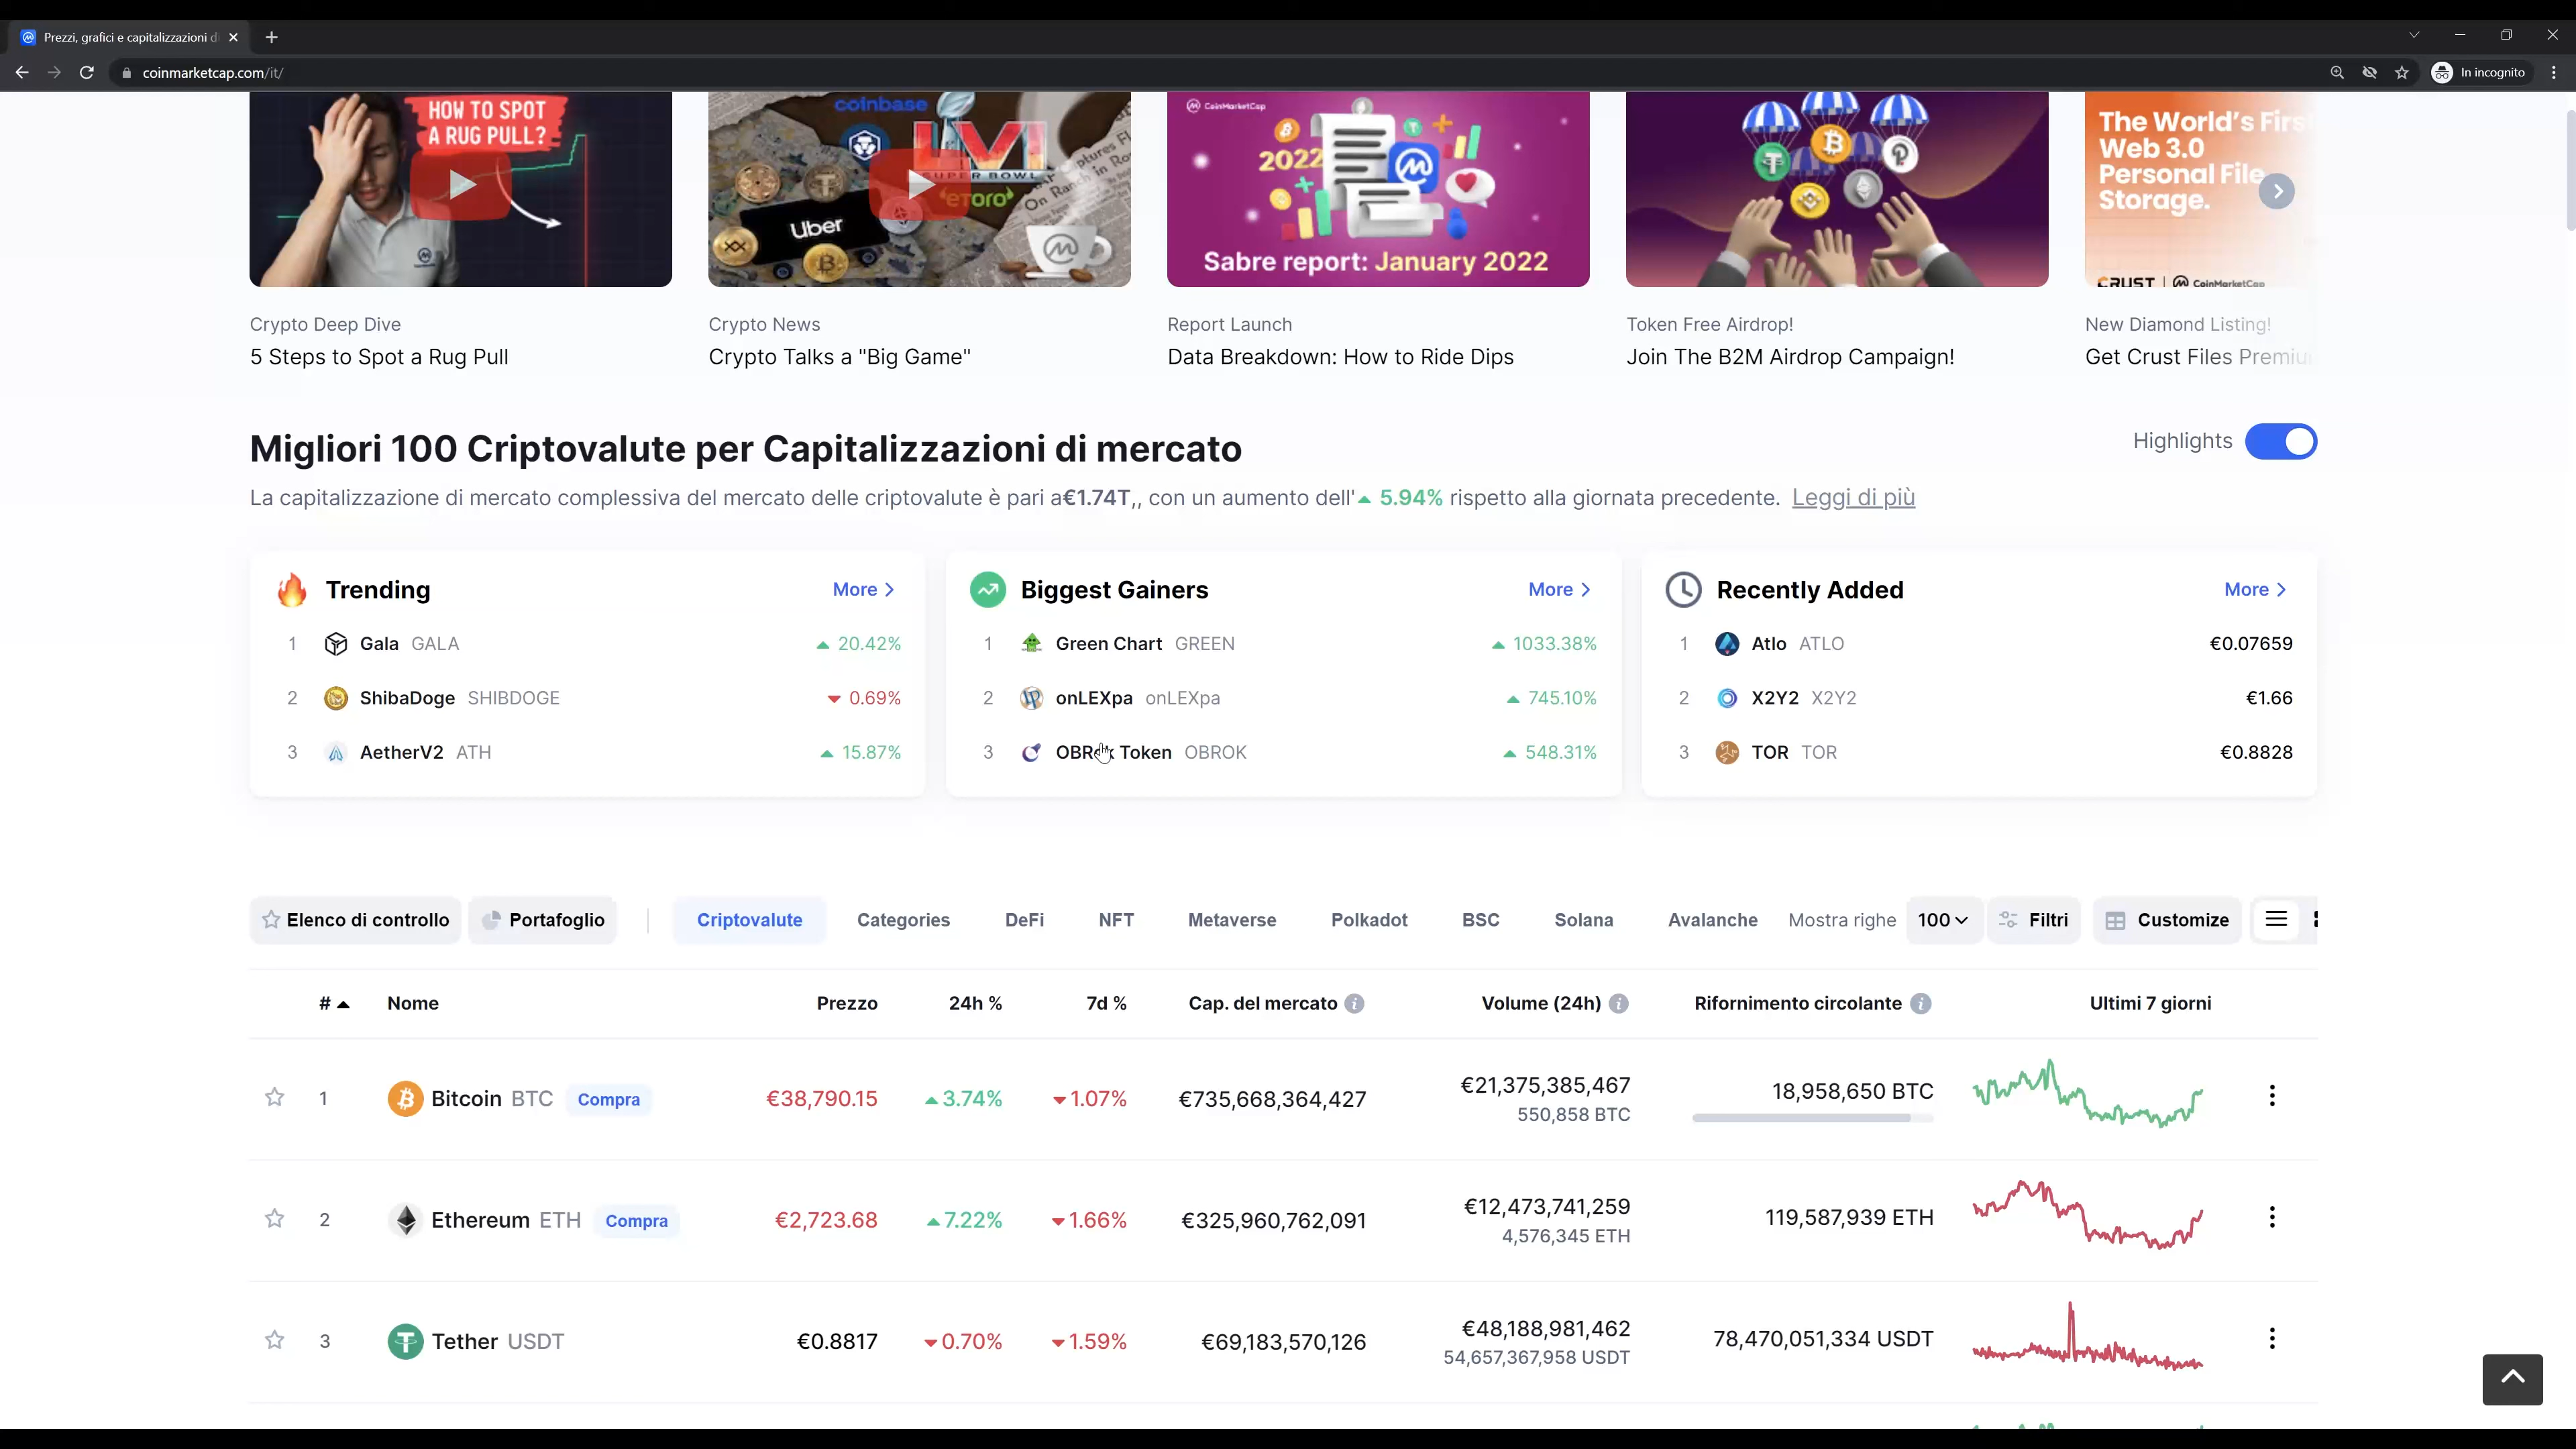 Prezzi, grafici e capitalizzazioni d
coinmarketcap.com/it/
In incognito
HOW TO SPOT
A RUG PULL?
coinbase
LVI
SUPER BOWL
eToro
Uber
CoinMarketCap
2022
Sabre report: January 2022
The World's Firs
Web 3.0
Personal File
Storage.
CRUST | CoinMarketCap
Crypto Deep Dive
5 Steps to Spot a Rug Pull
Crypto News
Crypto Talks a "Big Game"
Report Launch
Data Breakdown: How to Ride Dips
Token Free Airdrop!
Join The B2M Airdrop Campaign!
New Diamond Listing!
Get Crust Files Premiu
Migliori 100 Criptovalute per Capitalizzazioni di mercato
Highlights
La capitalizzazione di mercato complessiva del mercato delle criptovalute è pari a€1.74T,, con un aumento dell' 5.94% rispetto alla giornata precedente. Leggi di più
Trending More
1 Gala GALA 20.42%
2 ShibaDoge SHIBDOGE 0.69%
3 AetherV2 ATH 15.87%
Biggest Gainers More
1 Green Chart GREEN 1033.38%
2 onLEXpa onLEXpa 745.10%
3 OBRok Token OBROK 548.31%
Recently Added More
1 Atlo ATLO €0.07659
2 X2Y2 X2Y2 €1.66
3 TOR TOR €0.8828
Elenco di controllo Portafoglio Criptovalute Categories DeFi NFT Metaverse Polkadot BSC Solana Avalanche Mostra righe 100 Filtri Customize
# Nome Prezzo 24h % 7d % Cap. del mercato Volume (24h) Rifornimento circolante Ultimi 7 giorni
1 Bitcoin BTC Compra €38,790.15 3.74% 1.07% €735,668,364,427 €21,375,385,467 18,958,650 BTC
550,858 BTC
2 Ethereum ETH Compra €2,723.68 7.22% 1.66% €325,960,762,091 €12,473,741,259 119,587,939 ETH
4,576,345 ETH
3 Tether USDT €0.8817 0.70% 1.59% €69,183,570,126 €48,188,981,462 78,470,051,334 USDT
54,657,367,958 USDT